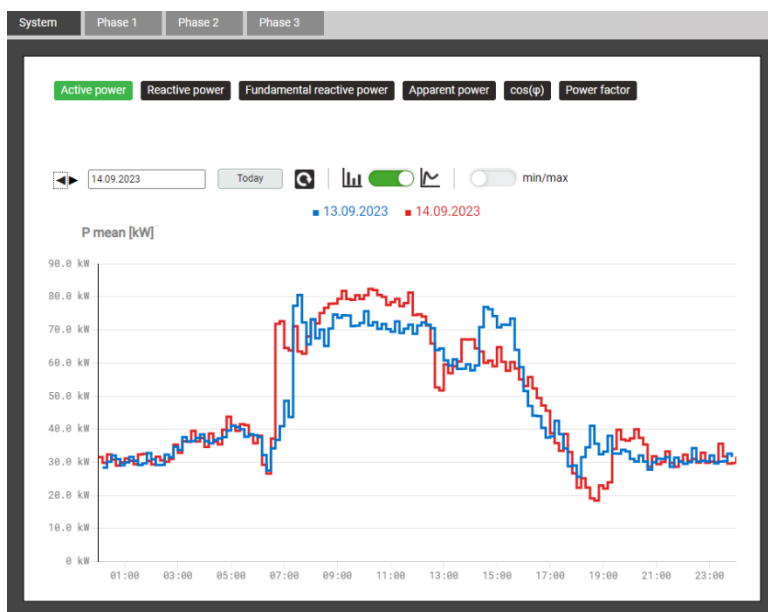 System Phase 1 Phase 2 Phase 3
Active power Reactive power Fundamental reactive power Apparent power cos(φ) Power factor
14.09.2023 Today min/max
13.09.2023 14.09.2023
P mean [kW]
90.0 kW
80.0 kW
70.0 kW
60.0 kW
50.0 kW
40.0 kW
30.0 kW
20.0 kW
10.0 kW
0 kW
01:00 03:00 05:00 07:00 09:00 11:00 13:00 15:00 17:00 19:00 21:00 23:00